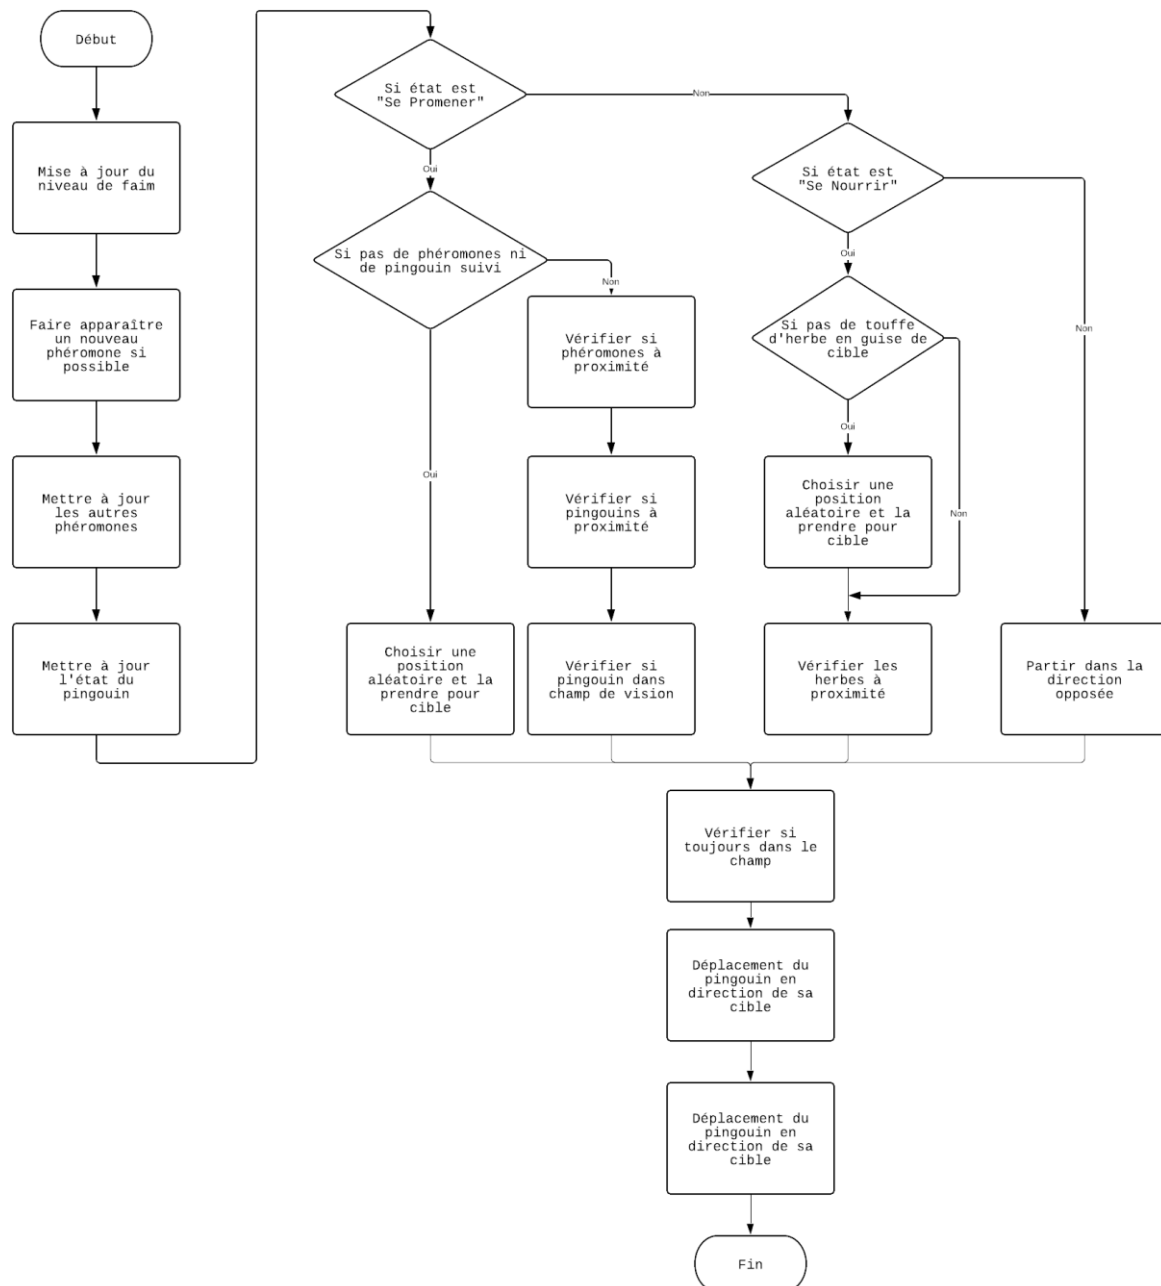 Début
Mise à jour du
niveau de faim
Faire apparaître
un nouveau
phéromone si
possible
Mettre à jour
les autres
phéromones
Mettre à jour
l'état du
pingouin
Si état est
"Se Promener"
Non
Oui
Si état est
"Se Nourrir"
Si pas de phéromones ni
de pingouin suivi
Non
Oui
Non
Vérifier si
phéromones à
proximité
Si pas de touffe
d'herbe en guise de
cible
Oui
Oui
Non
Vérifier si
pingouins à
proximité
Choisir une
position
aléatoire et la
prendre pour
cible
Choisir une
position
aléatoire et la
prendre pour
cible
Vérifier si
pingouin dans
champ de vision
Vérifier les
herbes à
proximité
Partir dans la
direction
opposée
Vérifier si
toujours dans le
champ
Déplacement du
pingouin en
direction de sa
cible
Déplacement du
pingouin en
direction de sa
cible
Fin